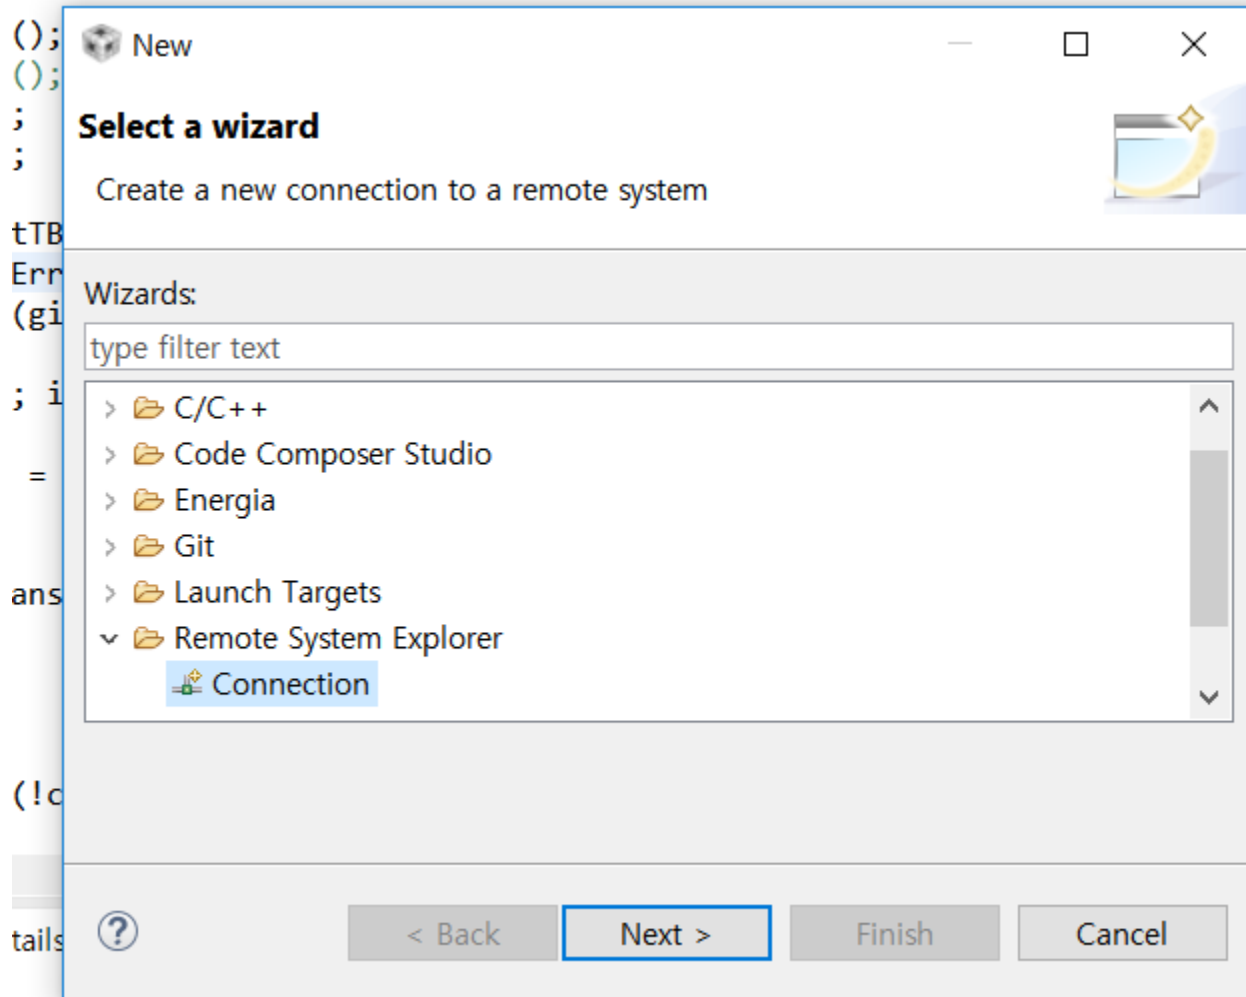 ();
();
;
;
tTB
Err
(gi
; i
=
ans
(!c
tails
New
Select a wizard
Create a new connection to a remote system
Wizards:
type filter text
C/C++
Code Composer Studio
Energia
Git
Launch Targets
Remote System Explorer
Connection
?
< Back
Next >
Finish
Cancel